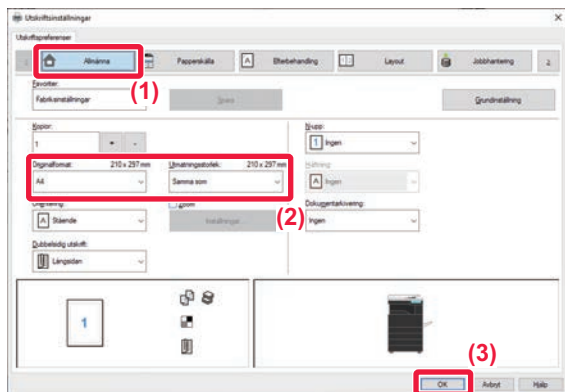 Utskriftsinställningar
Utskriftspreferenser
Allmänna
Papperskälla
Efterbehandling
Layout
Jobbhantering
(1)
Favoriter:
Fabriksinställningar
Spara
Grundinställning
Kopior:
1
N-upp:
1 Ingen
Originalformat: 210 x 297 mm
Utmatningsstorlek: 210 x 297 mm
A4
Samma som
Häftning:
Ingen
(2)
Orientering:
Zoom
Dokumentarkivering:
Stående
Inställningar...
Ingen
Dubbelsidig utskrift:
Långsidan
1
(3)
OK
Avbryt
Hjälp